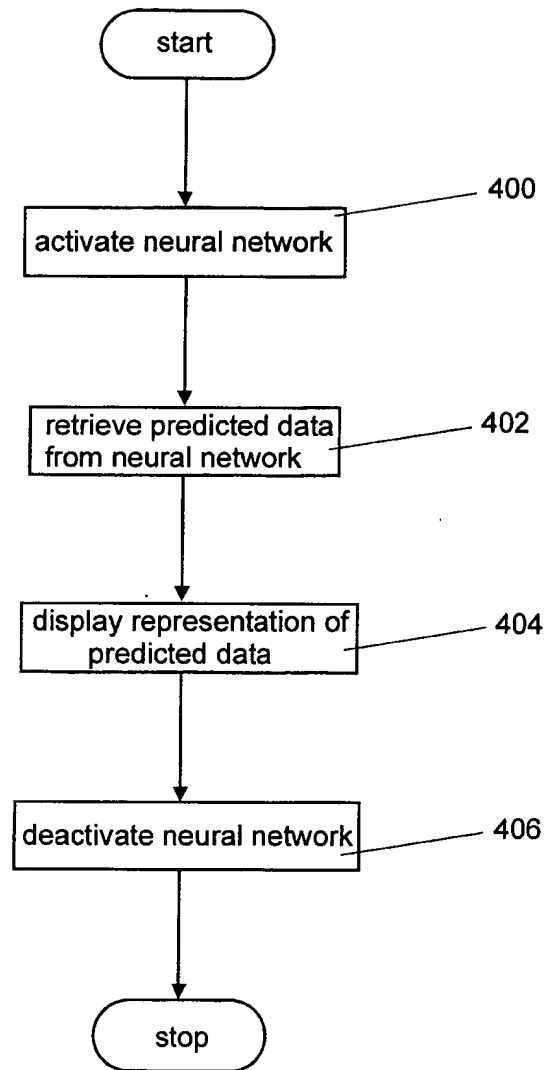 start
400
activate neural network
retrieve predicted data
from neural network
402
display representation of
predicted data
404
deactivate neural network
406
stop